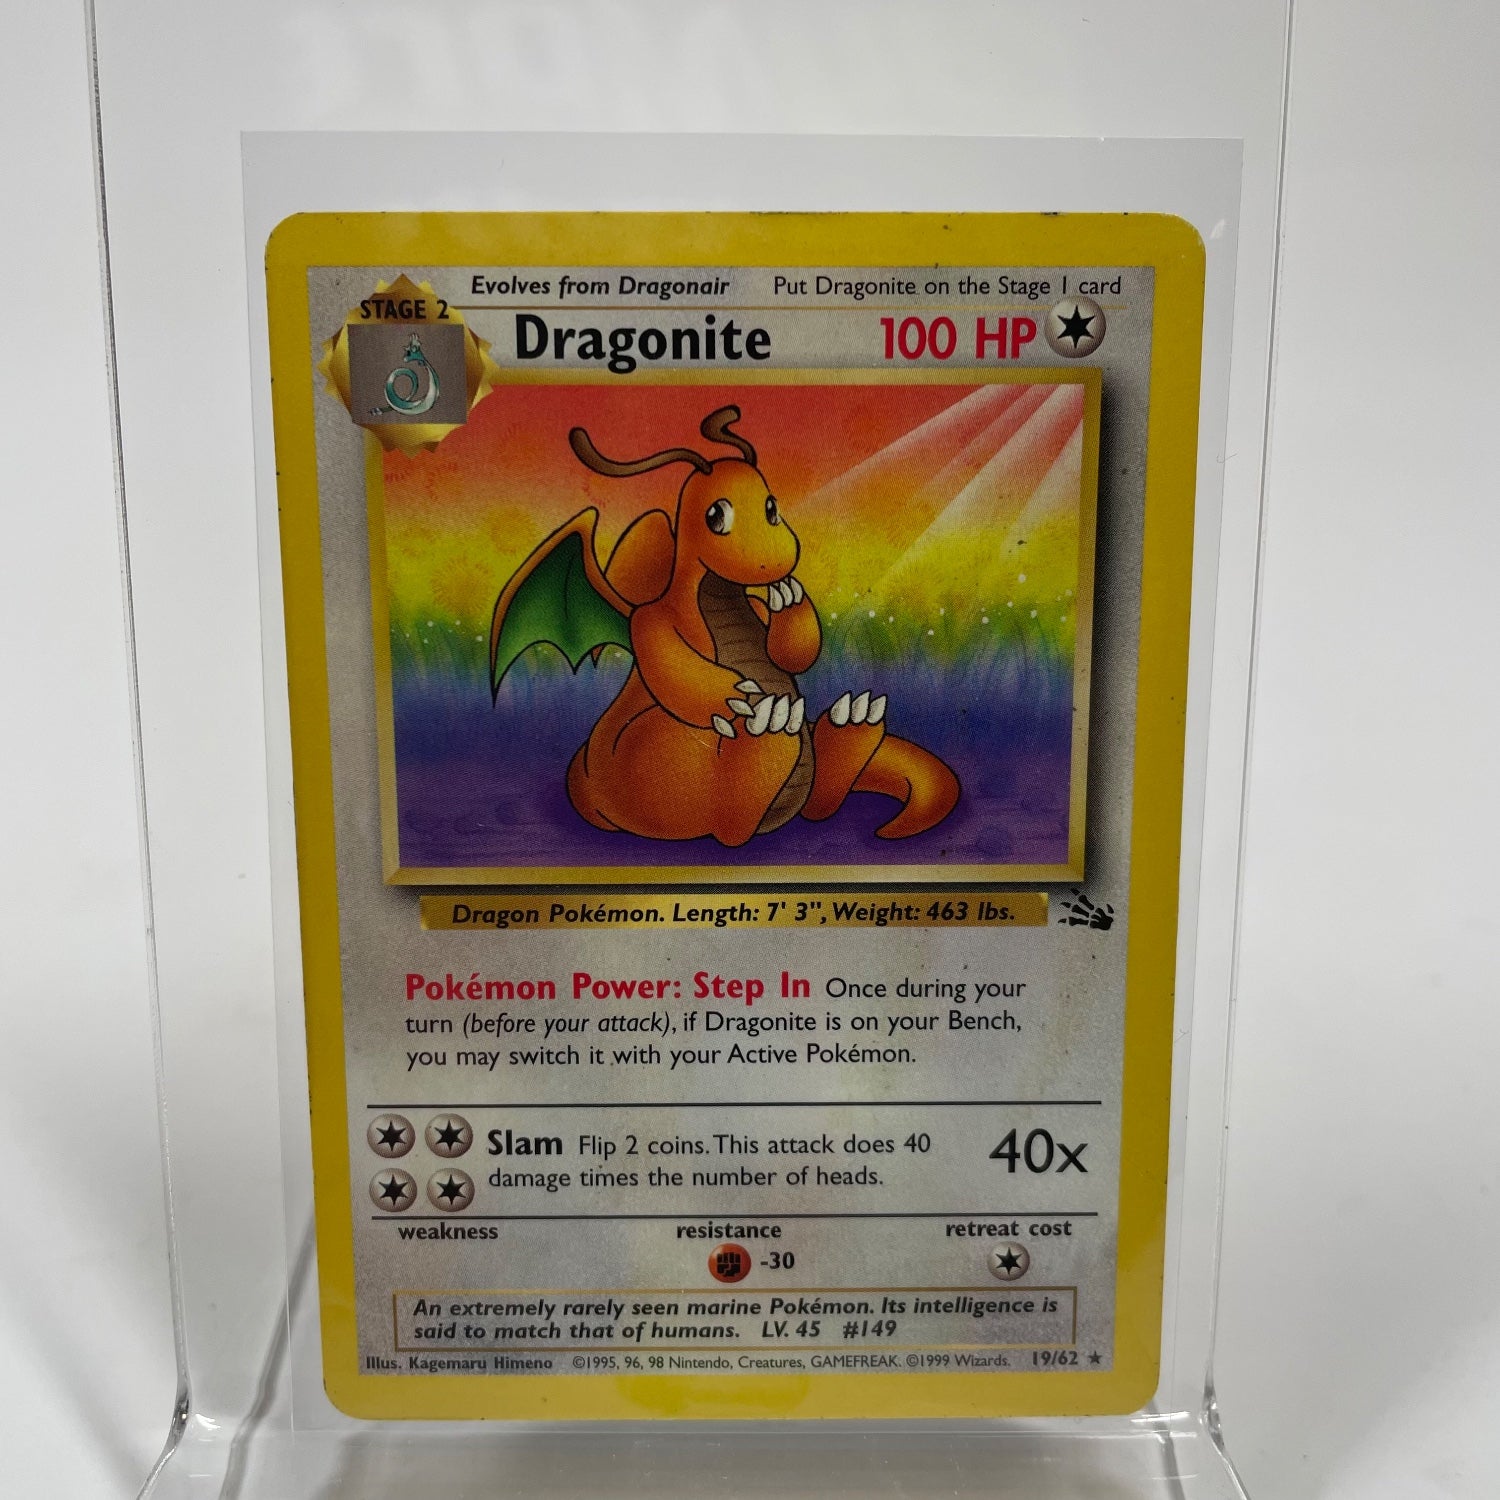 Evolves from Dragonair Put Dragonite on the Stage 1 card
STAGE 2
Dragonite 100 HP
Dragon Pokémon. Length: 7' 3", Weight: 463 lbs.
Pokémon Power: Step In Once during your
turn (before your attack), if Dragonite is on your Bench,
you may switch it with your Active Pokémon.
Slam Flip 2 coins. This attack does 40
damage times the number of heads.
40x
weakness resistance retreat cost
-30
An extremely rarely seen marine Pokémon. Its intelligence is
said to match that of humans. LV. 45 #149
Illus. Kagemaru Himeno ©1995, 96, 98 Nintendo, Creatures, GAMEFREAK. ©1999 Wizards. 19/62 ★